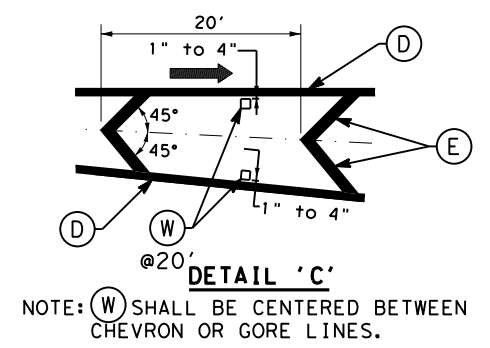 20'
1" to 4"
D
45°
45°
E
D
W
1" to 4"
@20'
DETAIL 'C'
NOTE: W SHALL BE CENTERED BETWEEN
CHEVRON OR GORE LINES.